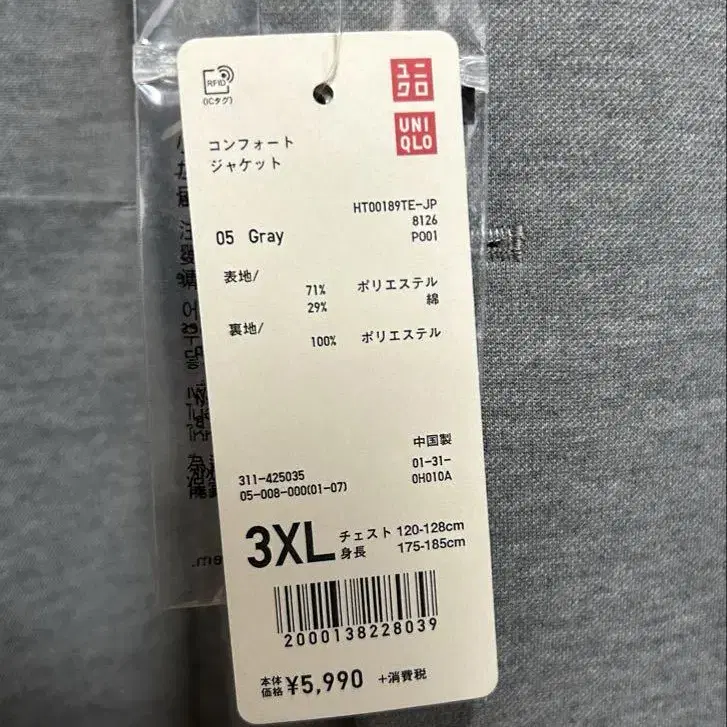 RFID
(ICタグ)
ユニ
クロ
UNI
QLO
コンフォート
ジャケット
HT00189TE-JP
8126
P001
05 Gray
表地/
71% ポリエステル
29% 綿
裏地/
100% ポリエステル
中国製
311-425035
05-008-000(01-07)
01-31-
0H010A
3XL
チェスト 120-128cm
身長 175-185cm
2000138228039
本体
価格 ¥5,990 +消費税